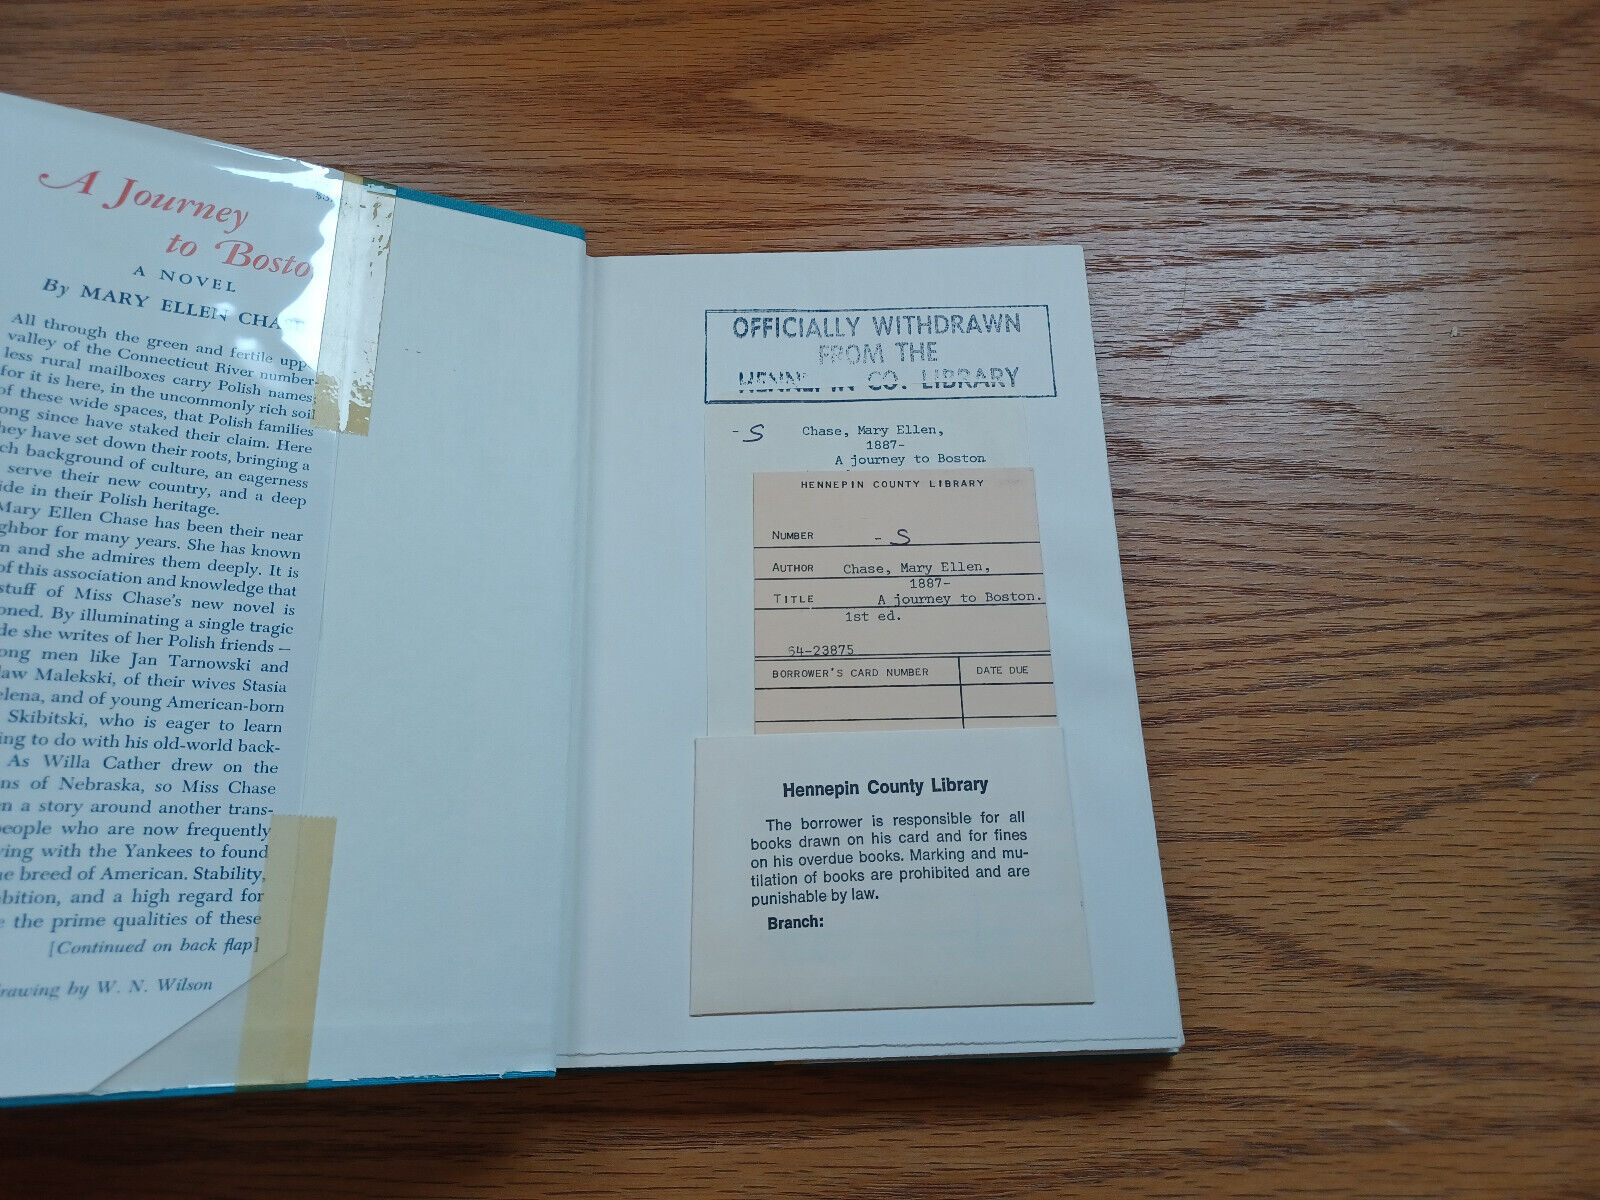 A Journey
to Bosto
A NOVEL
By MARY ELLEN CHA
All through the green and fertile upp
valley of the Connecticut River number-
less rural mailboxes carry Polish names,
for it is here, in the uncommonly rich soil
of these wide spaces, that Polish families
ong since have staked their claim. Here
hey have set down their roots, bringing a
ch background of culture, an eagerness
serve their new country, and a deep
ide in their Polish heritage.
Mary Ellen Chase has been their near
ghbor for many years. She has known
m and she admires them deeply. It is
of this association and knowledge that
stuff of Miss Chase's new novel is
oned. By illuminating a single tragic
de she writes of her Polish friends —
ong men like Jan Tarnowski and
law Malekski, of their wives Stasia
elena, and of young American-born
Skibitski, who is eager to learn
ing to do with his old-world back-
As Willa Cather drew on the
ns of Nebraska, so Miss Chase
en a story around another trans-
people who are now frequently
ying with the Yankees to found
ne breed of American. Stability,
bition, and a high regard for
e the prime qualities of these
[Continued on back flap]
rawing by W. N. Wilson
OFFICIALLY WITHDRAWN
FROM THE
HENNEPIN CO. LIBRARY
- S Chase, Mary Ellen,
1887-
A journey to Boston
HENNEPIN COUNTY LIBRARY
NUMBER - S
AUTHOR Chase, Mary Ellen,
1887-
TITLE A journey to Boston.
1st ed.
64-23875
BORROWER'S CARD NUMBER DATE DUE
Hennepin County Library
The borrower is responsible for all
books drawn on his card and for fines
on his overdue books. Marking and mu-
tilation of books are prohibited and are
punishable by law.
Branch: